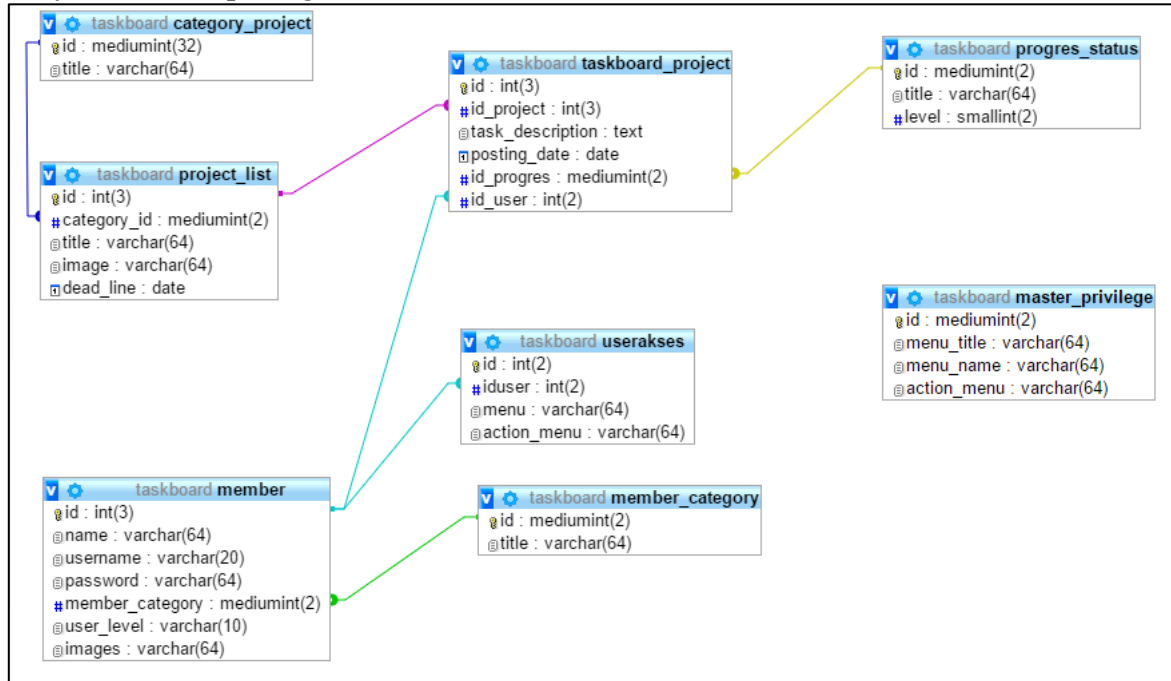 taskboard category_project
id : mediumint(32)
title : varchar(64)
taskboard project_list
id : int(3)
category_id : mediumint(2)
title : varchar(64)
image : varchar(64)
dead_line : date
taskboard taskboard_project
id : int(3)
id_project : int(3)
task_description : text
posting_date : date
id_progres : mediumint(2)
id_user : int(2)
taskboard progres_status
id : mediumint(2)
title : varchar(64)
level : smallint(2)
taskboard master_privilege
id : mediumint(2)
menu_title : varchar(64)
menu_name : varchar(64)
action_menu : varchar(64)
taskboard userakses
id : int(2)
iduser : int(2)
menu : varchar(64)
action_menu : varchar(64)
taskboard member
id : int(3)
name : varchar(64)
username : varchar(20)
password : varchar(64)
member_category : mediumint(2)
user_level : varchar(10)
images : varchar(64)
taskboard member_category
id : mediumint(2)
title : varchar(64)